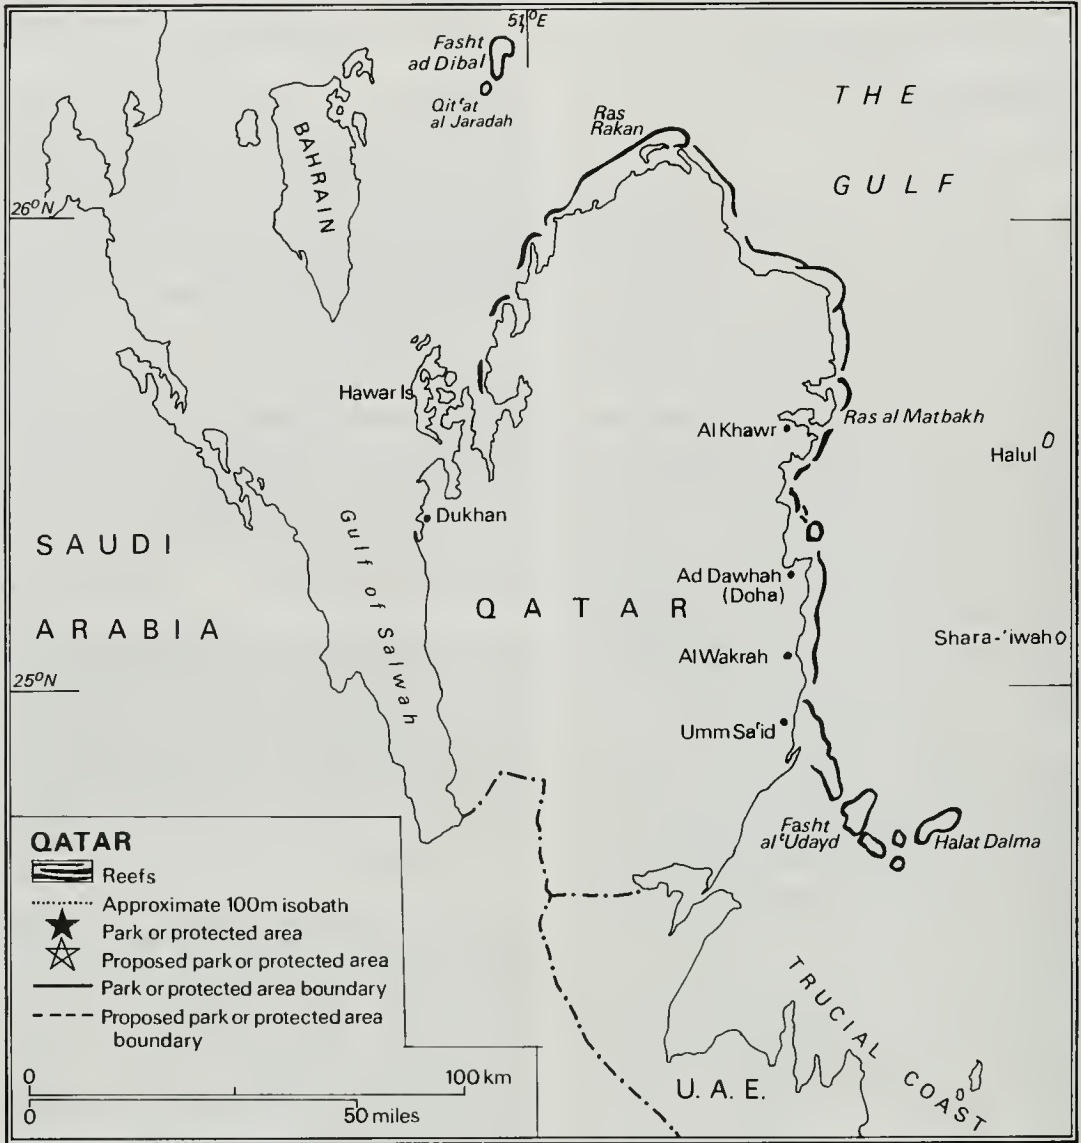 51°E
Fasht
ad Dibal
Qit'at
al Jaradah
THE
GULF
Ras
Rakan
BAHRAIN
26°N
Hawar Is
Al Khawr
Ras al Matbakh
Halul
Dukhan
SAUDI
ARABIA
Gulf of Salwah
QATAR
Ad Dawhah
(Doha)
Shara-'iwah
Al Wakrah
25°N
Umm Sa'id
Fasht
al 'Udayd
Halat Dalma
QATAR
Reefs
Approximate 100m isobath
Park or protected area
Proposed park or protected area
Park or protected area boundary
Proposed park or protected area
boundary
TRUCIAL COAST
U.A.E.
0 100 km
0 50 miles